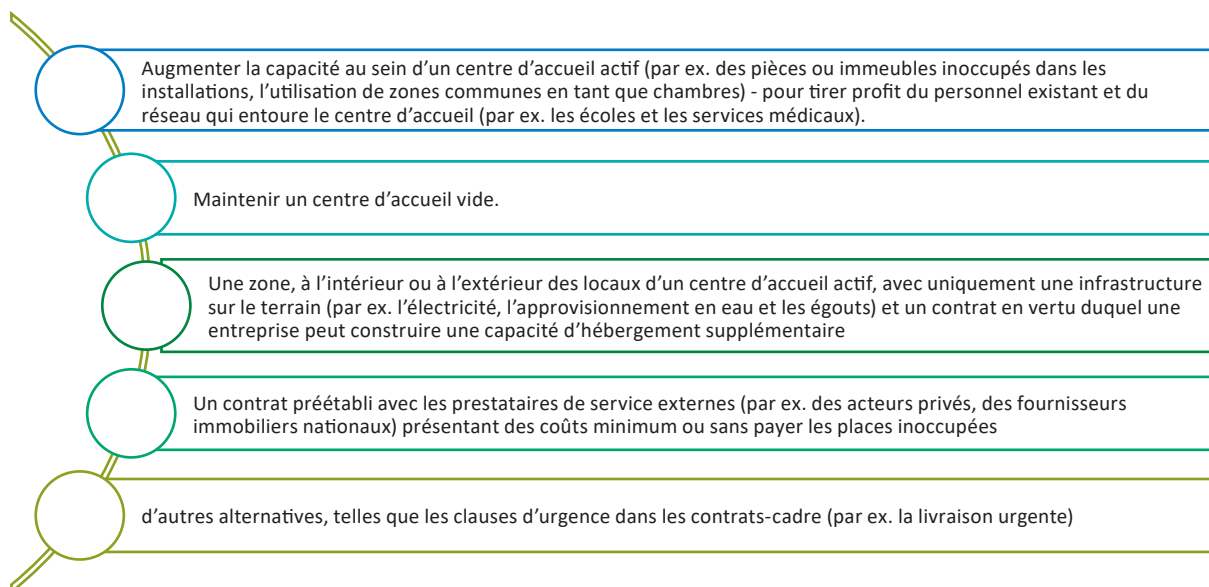 Augmenter la capacité au sein d’un centre d’accueil actif (par ex. des pièces ou immeubles inoccupés dans les
installations, l’utilisation de zones communes en tant que chambres) - pour tirer profit du personnel existant et du
réseau qui entoure le centre d’accueil (par ex. les écoles et les services médicaux).
Maintenir un centre d’accueil vide.
Une zone, à l’intérieur ou à l’extérieur des locaux d’un centre d’accueil actif, avec uniquement une infrastructure
sur le terrain (par ex. l’électricité, l’approvisionnement en eau et les égouts) et un contrat en vertu duquel une
entreprise peut construire une capacité d’hébergement supplémentaire
Un contrat préétabli avec les prestataires de service externes (par ex. des acteurs privés, des fournisseurs
immobiliers nationaux) présentant des coûts minimum ou sans payer les places inoccupées
d’autres alternatives, telles que les clauses d’urgence dans les contrats-cadre (par ex. la livraison urgente)